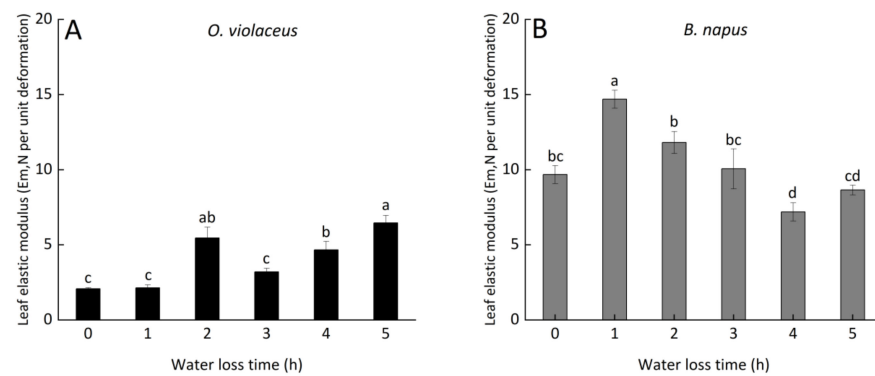 A
O. violaceus
Leaf elastic modulus (Em,N per unit deformation)
20
15
10
5
0
c
c
ab
c
b
a
0 1 2 3 4 5
Water loss time (h)
B
B. napus
Leaf elastic modulus (Em,N per unit deformation)
20
15
10
5
0
bc
a
b
bc
d
cd
0 1 2 3 4 5
Water loss time (h)